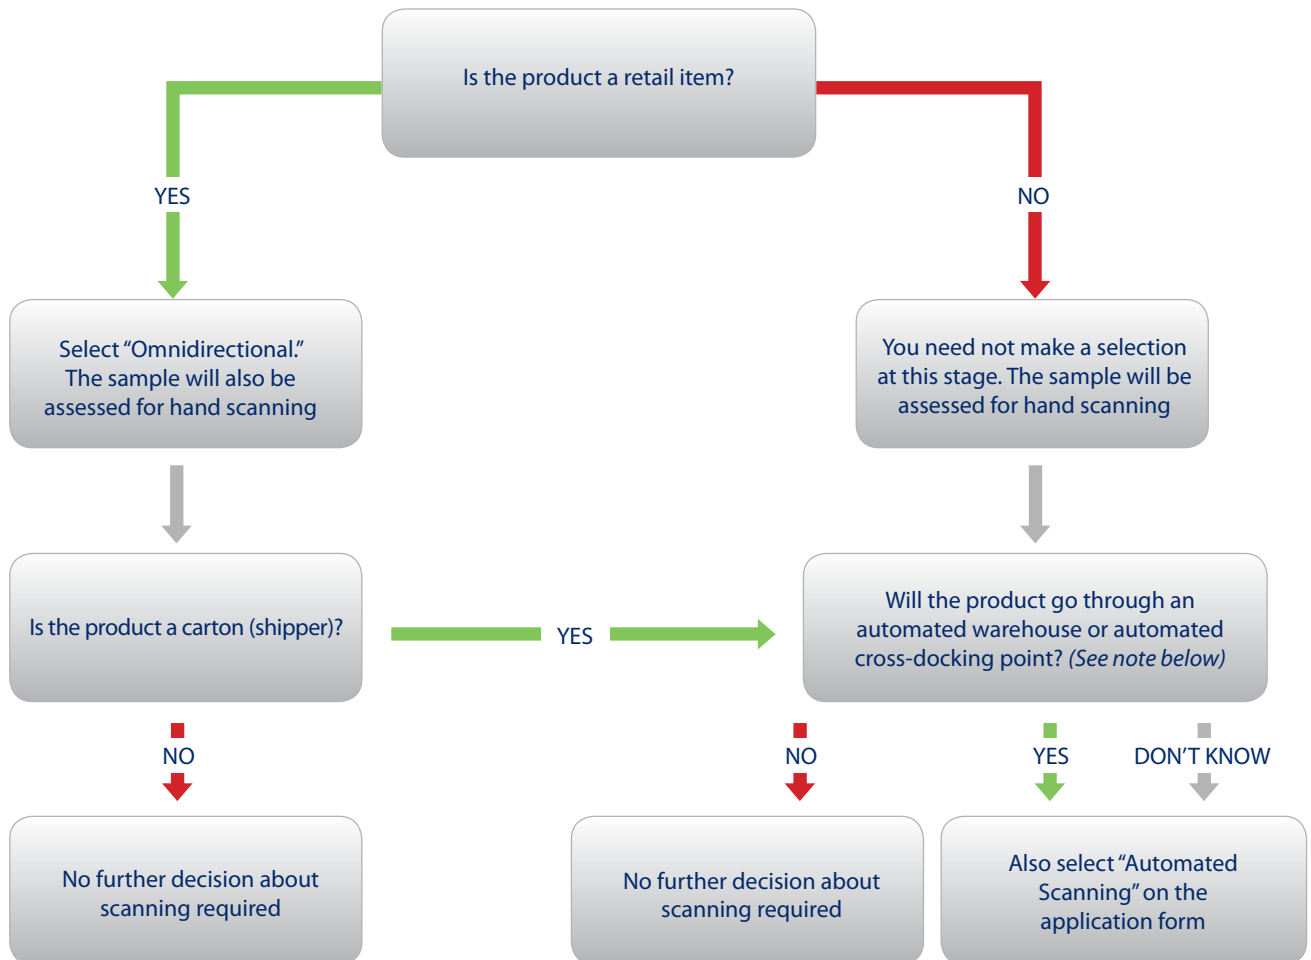 Is the product a retail item?
YES
NO
Select “Omnidirectional.”
The sample will also be
assessed for hand scanning
You need not make a selection
at this stage. The sample will be
assessed for hand scanning
Is the product a carton (shipper)?
YES
Will the product go through an
automated warehouse or automated
cross-docking point? (See note below)
NO
NO
YES
DON’T KNOW
No further decision about
scanning required
No further decision about
scanning required
Also select “Automated
Scanning” on the
application form